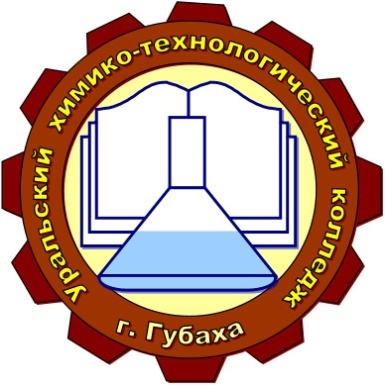 Уральский химико-технологический колледж
г. Губаха